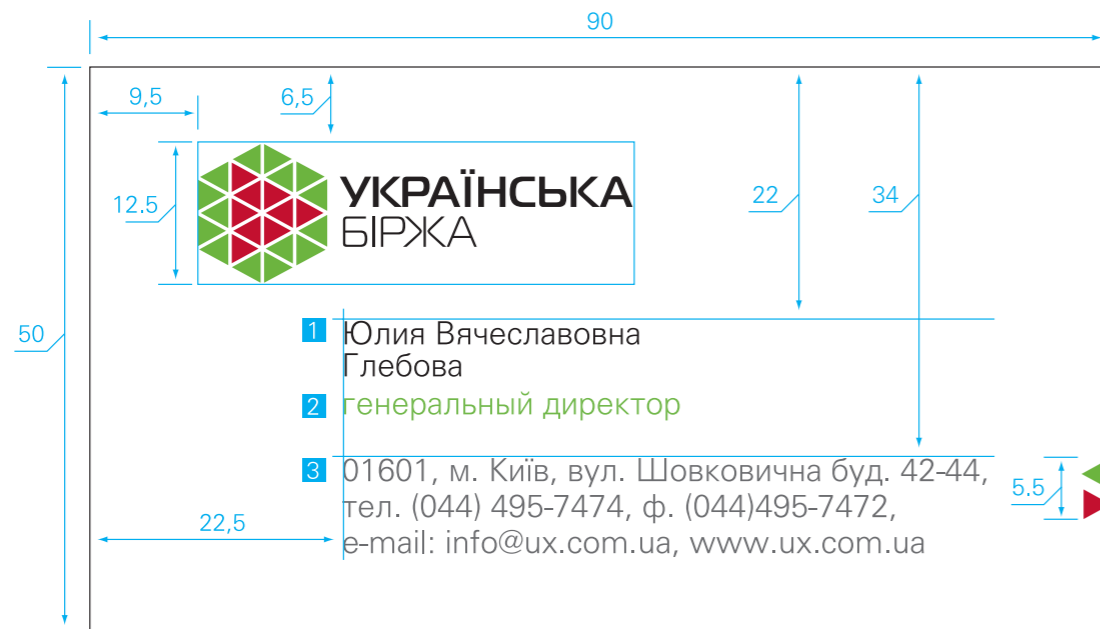 90
9,5
6,5
УКРАЇНСЬКА
БІРЖА
12.5
22
34
50
1 Юлия Вячеславовна
Глебова
2 генеральный директор
3 01601, м. Київ, вул. Шовковична буд. 42-44,
тел. (044) 495-7474, ф. (044)495-7472,
e-mail: info@ux.com.ua, www.ux.com.ua
5.5
22,5